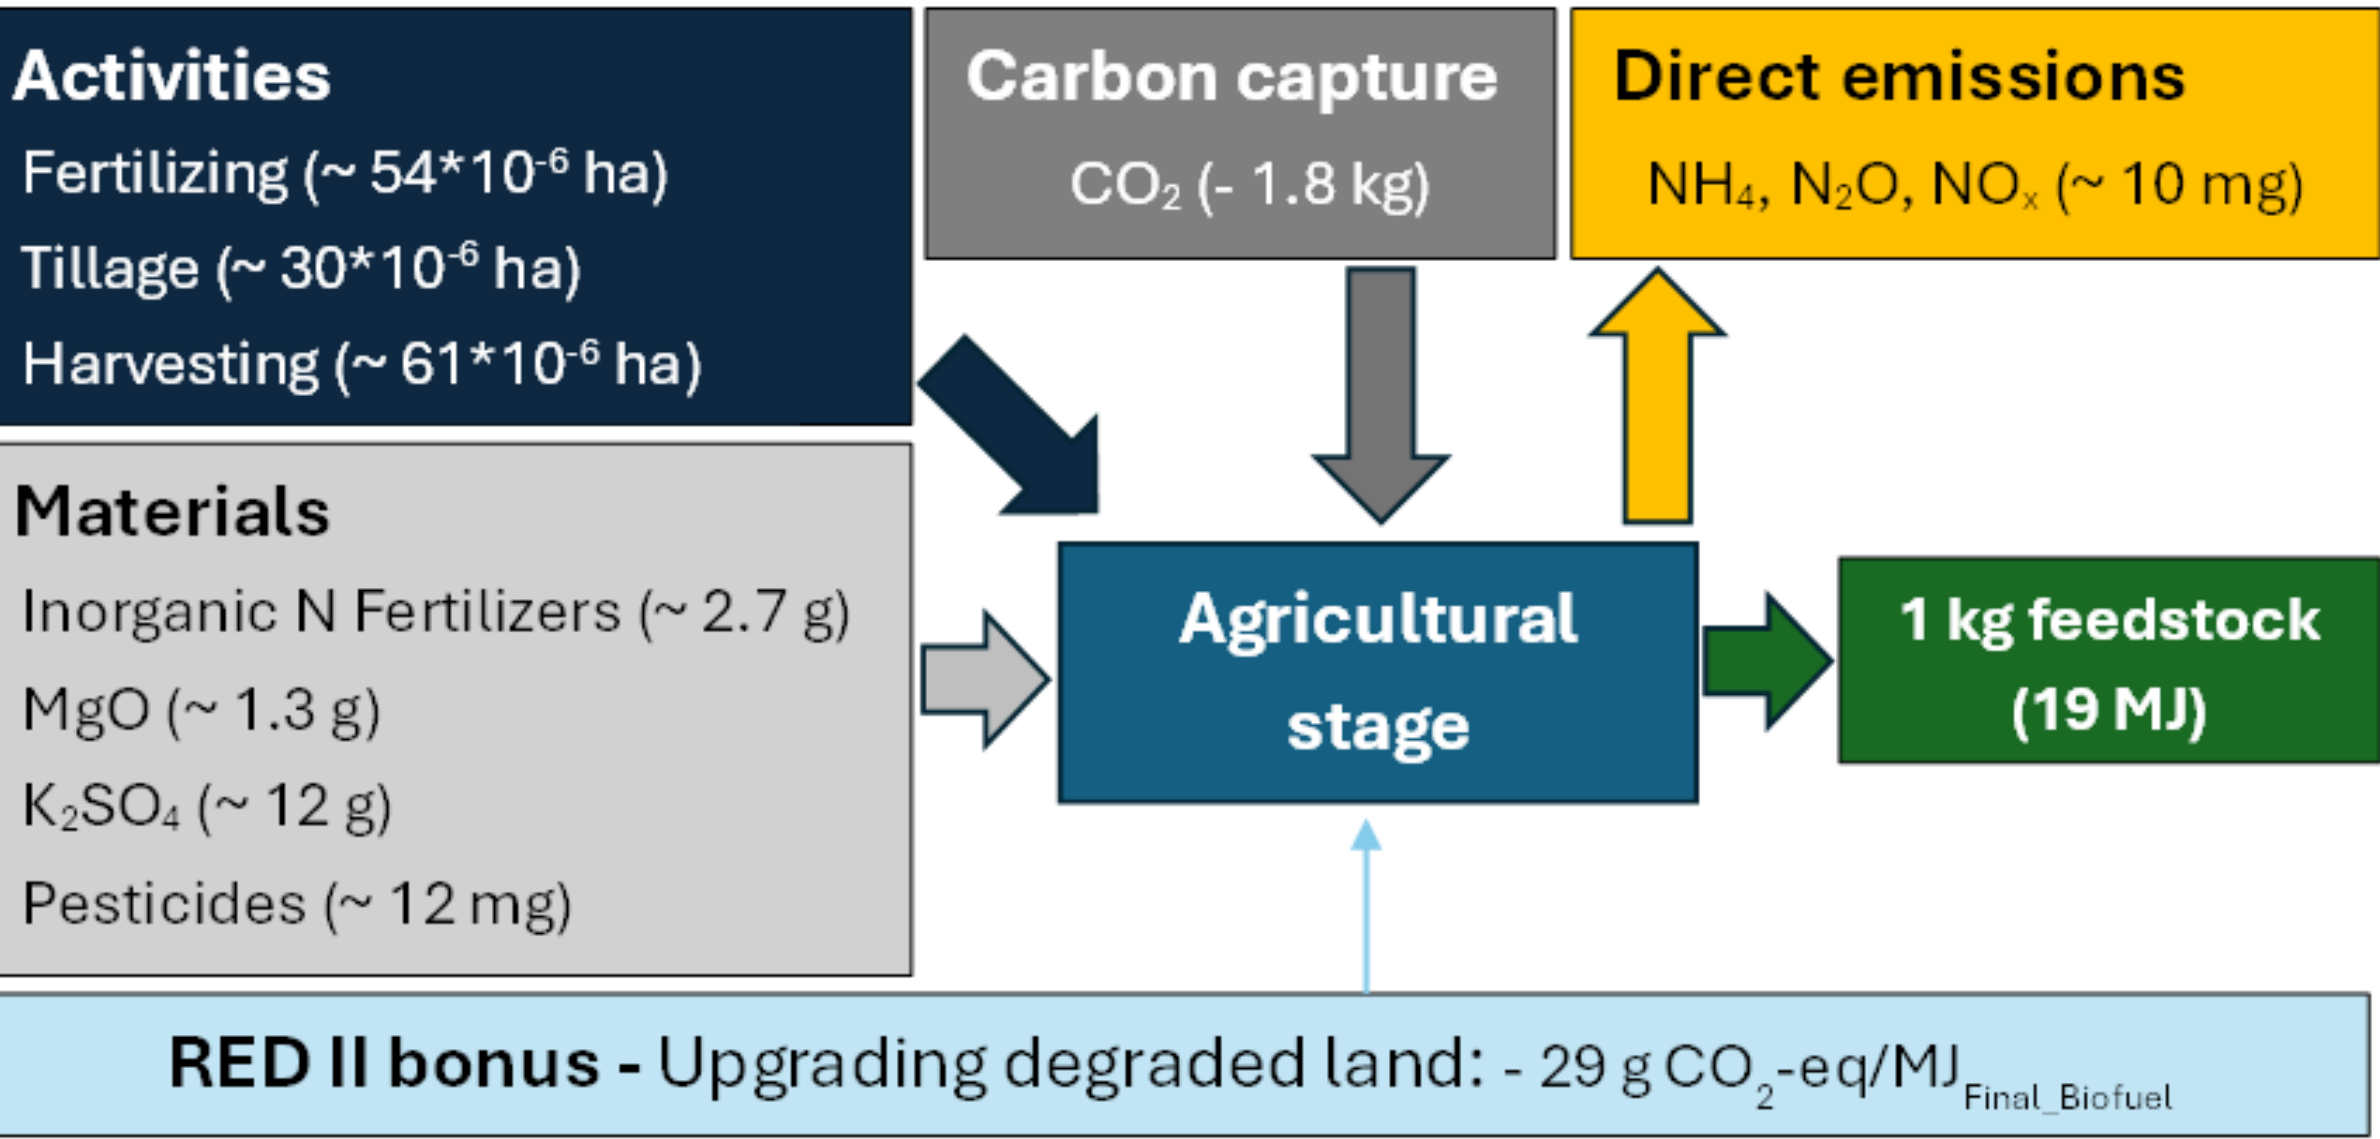 Activities
Fertilizing (~ 54*10⁻⁶ ha)
Tillage (~ 30*10⁻⁶ ha)
Harvesting (~ 61*10⁻⁶ ha)
Carbon capture
CO₂ (- 1.8 kg)
Direct emissions
NH₄, N₂O, NOₓ (~ 10 mg)
Materials
Inorganic N Fertilizers (~ 2.7 g)
MgO (~ 1.3 g)
K₂SO₄ (~ 12 g)
Pesticides (~ 12 mg)
Agricultural
stage
1 kg feedstock
(19 MJ)
RED II bonus - Upgrading degraded land: - 29 g CO₂-eq/MJ_Final_Biofuel